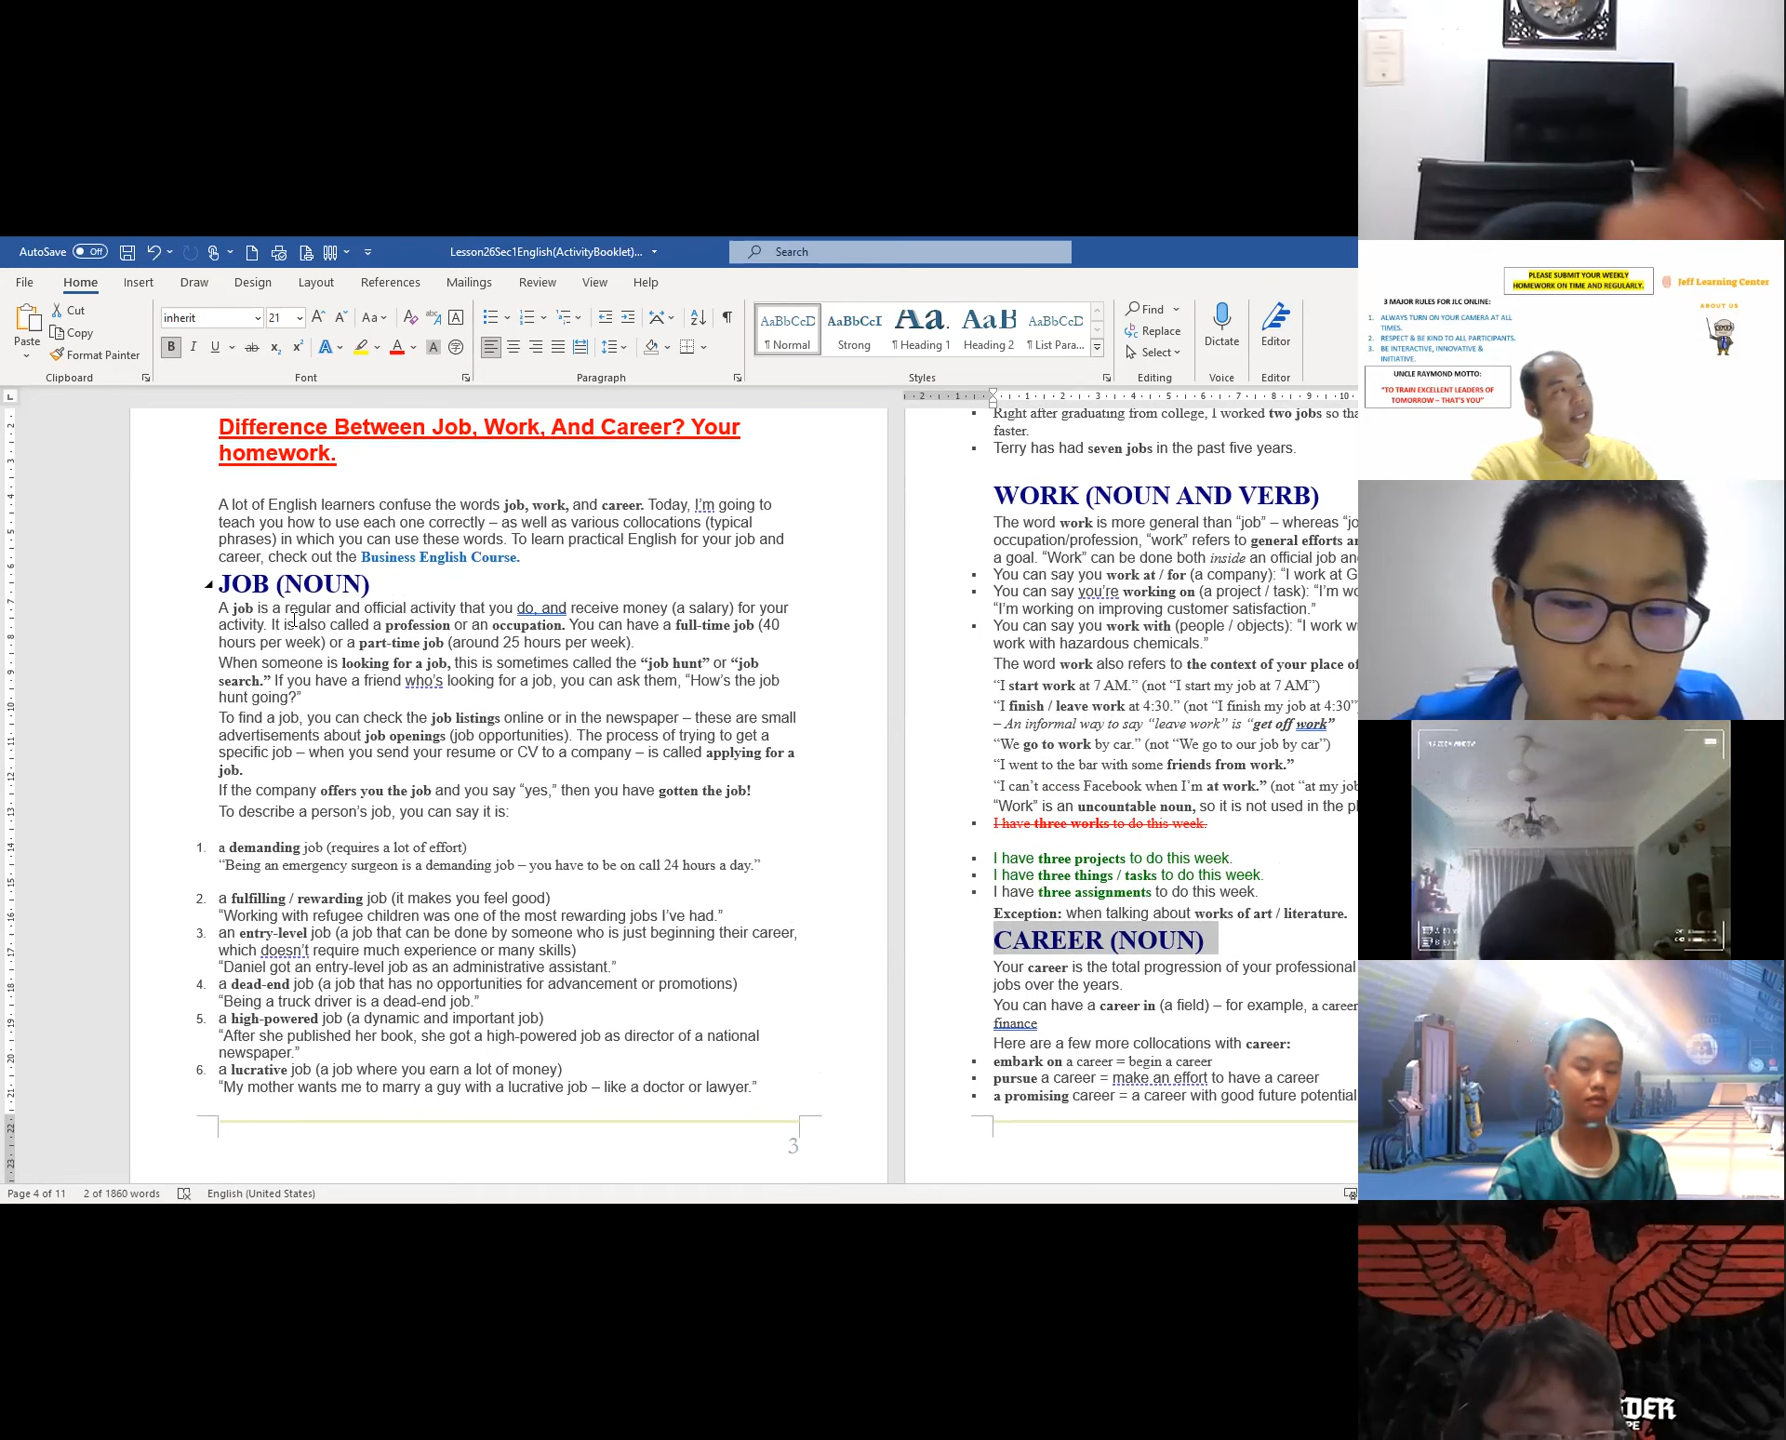 AutoSave Off
Lesson26Sec1English(ActivityBooklet)...
Search
File Home Insert Draw Design Layout References Mailings Review View Help
Paste
Cut
Copy
Format Painter
Clipboard
inherit 21
Font
Paragraph
AaBbCcD AaBbCcI Aa. AaB AaBbCcD
¶ Normal Strong ¶ Heading 1 Heading 2 ¶ List Para...
Styles
Find
Replace
Select
Editing
Dictate
Voice
Editor
Editor
Difference Between Job, Work, And Career? Your
homework.
A lot of English learners confuse the words job, work, and career. Today, I'm going to
teach you how to use each one correctly – as well as various collocations (typical
phrases) in which you can use these words. To learn practical English for your job and
career, check out the Business English Course.
JOB (NOUN)
A job is a regular and official activity that you do, and receive money (a salary) for your
activity. It is also called a profession or an occupation. You can have a full-time job (40
hours per week) or a part-time job (around 25 hours per week).
When someone is looking for a job, this is sometimes called the “job hunt” or “job
search.” If you have a friend who's looking for a job, you can ask them, “How's the job
hunt going?”
To find a job, you can check the job listings online or in the newspaper – these are small
advertisements about job openings (job opportunities). The process of trying to get a
specific job – when you send your resume or CV to a company – is called applying for a
job.
If the company offers you the job and you say “yes,” then you have gotten the job!
To describe a person's job, you can say it is:
1. a demanding job (requires a lot of effort)
“Being an emergency surgeon is a demanding job – you have to be on call 24 hours a day.”
2. a fulfilling / rewarding job (it makes you feel good)
“Working with refugee children was one of the most rewarding jobs I've had.”
3. an entry-level job (a job that can be done by someone who is just beginning their career,
which doesn't require much experience or many skills)
“Daniel got an entry-level job as an administrative assistant.”
4. a dead-end job (a job that has no opportunities for advancement or promotions)
“Being a truck driver is a dead-end job.”
5. a high-powered job (a dynamic and important job)
“After she published her book, she got a high-powered job as director of a national
newspaper.”
6. a lucrative job (a job where you earn a lot of money)
“My mother wants me to marry a guy with a lucrative job – like a doctor or lawyer.”
3
Right after graduating from college, I worked two jobs so tha
faster.
Terry has had seven jobs in the past five years.
WORK (NOUN AND VERB)
The word work is more general than “job” – whereas “jo
occupation/profession, “work” refers to general efforts an
a goal. “Work” can be done both inside an official job an
You can say you work at / for (a company): “I work at G
You can say you're working on (a project / task): “I'm wo
“I'm working on improving customer satisfaction.”
You can say you work with (people / objects): “I work w
work with hazardous chemicals.”
The word work also refers to the context of your place of
“I start work at 7 AM.” (not “I start my job at 7 AM”)
“I finish / leave work at 4:30.” (not “I finish my job at 4:30”
– An informal way to say “leave work” is “get off work”
“We go to work by car.” (not “We go to our job by car”)
“I went to the bar with some friends from work.”
“I can't access Facebook when I'm at work.” (not “at my job
“Work” is an uncountable noun, so it is not used in the pl
I have three works to do this week.
I have three projects to do this week.
I have three things / tasks to do this week.
I have three assignments to do this week.
Exception: when talking about works of art / literature.
CAREER (NOUN)
Your career is the total progression of your professional
jobs over the years.
You can have a career in (a field) – for example, a career
finance
Here are a few more collocations with career:
embark on a career = begin a career
pursue a career = make an effort to have a career
a promising career = a career with good future potential
Page 4 of 11 2 of 1860 words English (United States)
PLEASE SUBMIT YOUR WEEKLY
HOMEWORK ON TIME AND REGULARLY.
Jeff Learning Center
ABOUT US
3 MAJOR RULES FOR JLC ONLINE:
1. ALWAYS TURN ON YOUR CAMERA AT ALL
TIMES.
2. RESPECT & BE KIND TO ALL PARTICIPANTS.
3. BE INTERACTIVE, INNOVATIVE &
INITIATIVE.
UNCLE RAYMOND MOTTO:
“TO TRAIN EXCELLENT LEADERS OF
TOMORROW – THAT'S YOU”